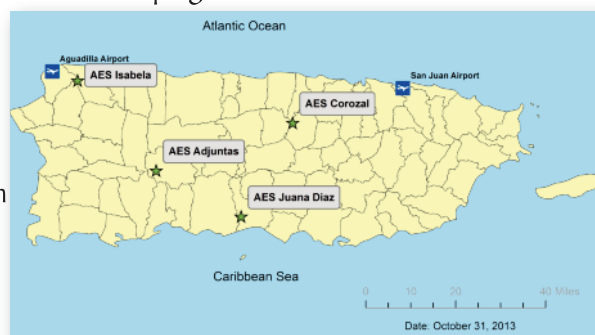 Atlantic Ocean
Aguadilla Airport
AES Isabela
San Juan Airport
AES Corozal
AES Adjuntas
AES Juana Diaz
Caribbean Sea
0 10 20 40 Miles
Date: October 31, 2013